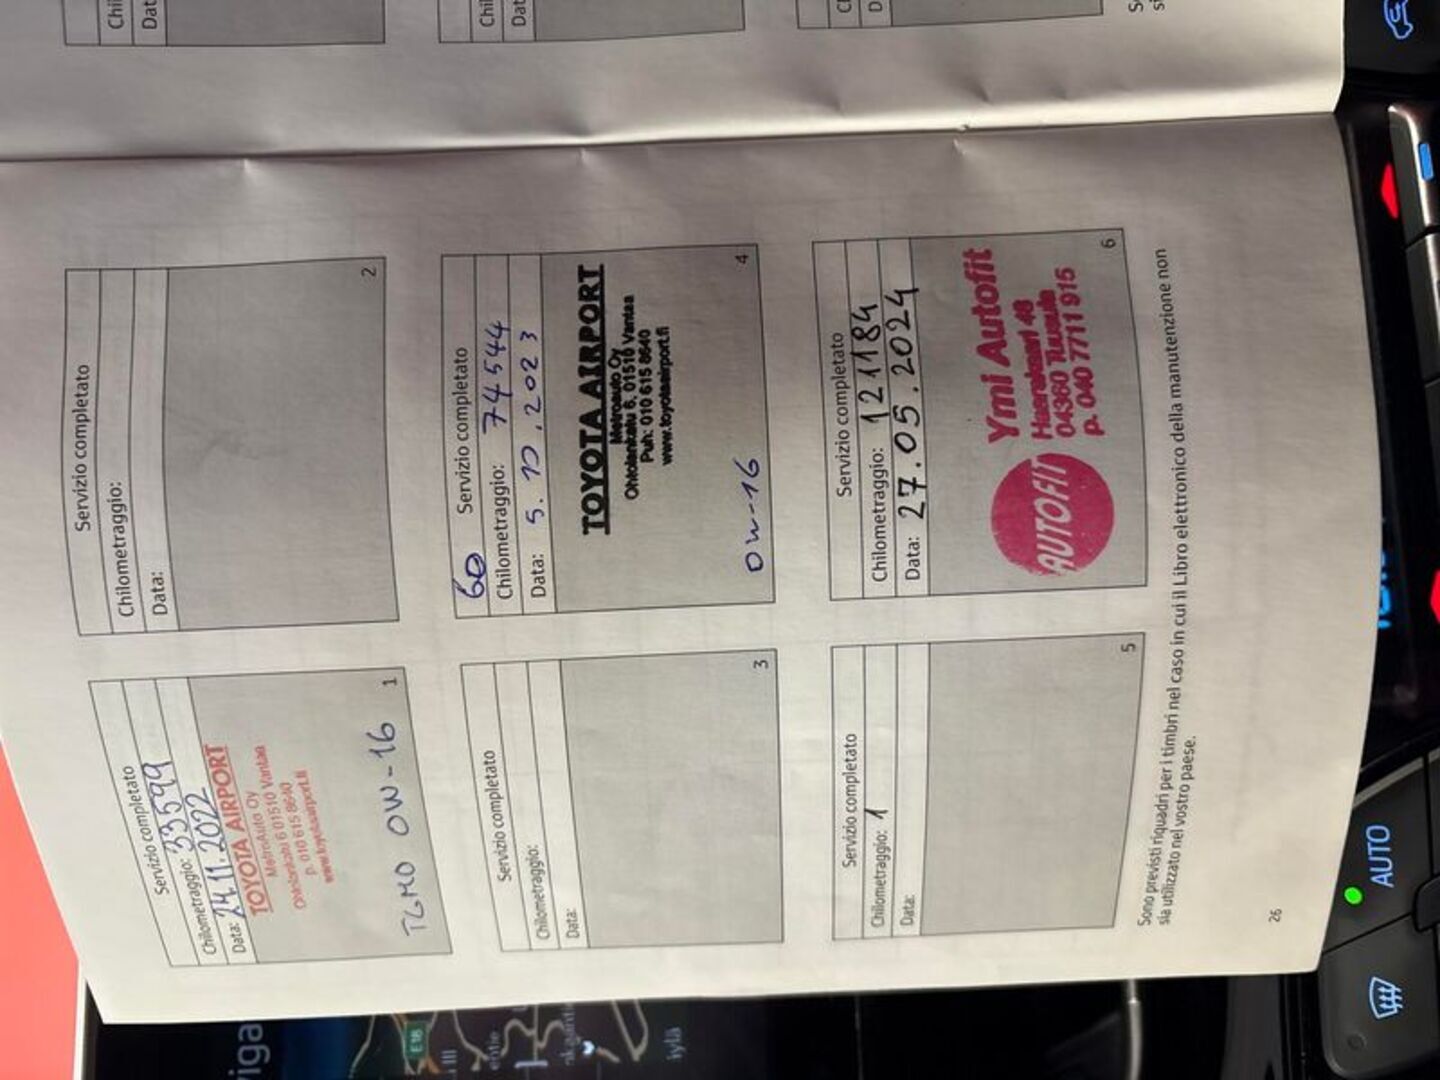 Servizio completato
Chilometraggio: 33599
Data: 24.11.2022
TOYOTA AIRPORT
MetroAuto Oy
Ohtolankatu 6 01510 Vantaa
p. 010 615 8640
www.toyotaairport.fi
TGMO OW-16
1
Servizio completato
Chilometraggio:
Data:
2
Servizio completato
Chilometraggio:
Data:
3
60 Servizio completato
Chilometraggio: 74544
Data: 5.10.2023
TOYOTA AIRPORT
Metroauto Oy
Ohtolankatu 6, 01510 Vantaa
Puh: 010 615 8640
www.toyotaairport.fi
OW-16
4
Servizio completato
Chilometraggio: 1
Data:
5
Servizio completato
Chilometraggio: 121184
Data: 27.05.2024
AUTOFIT
Ymi Autofit
04360 Tuusula
p. 040 7711 915
6
Sono previsti riquadri per i timbri nel caso in cui il Libro elettronico della manutenzione non
sia utilizzato nel vostro paese.
26
AUTO
E18